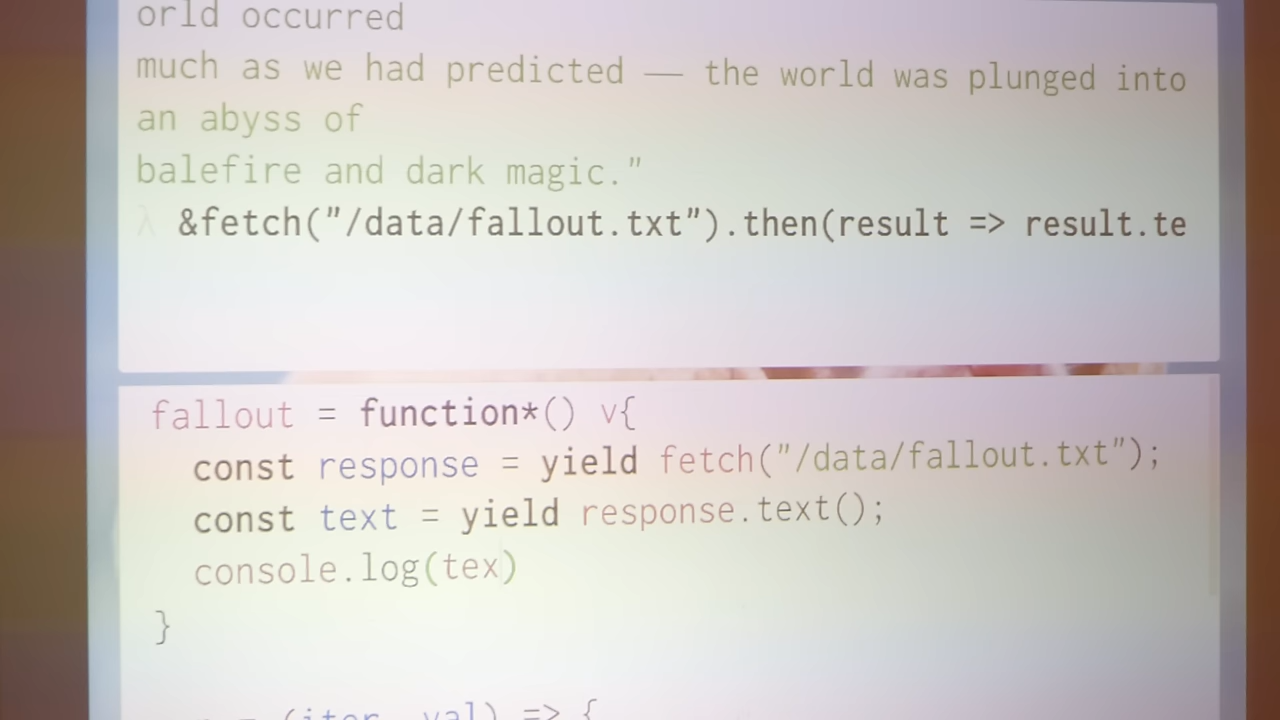 orld occurred
much as we had predicted — the world was plunged into
an abyss of
balefire and dark magic."
λ &fetch("/data/fallout.txt").then(result => result.te
fallout = function*() v{
const response = yield fetch("/data/fallout.txt");
const text = yield response.text();
console.log(tex)
}
= (iter, val) => {